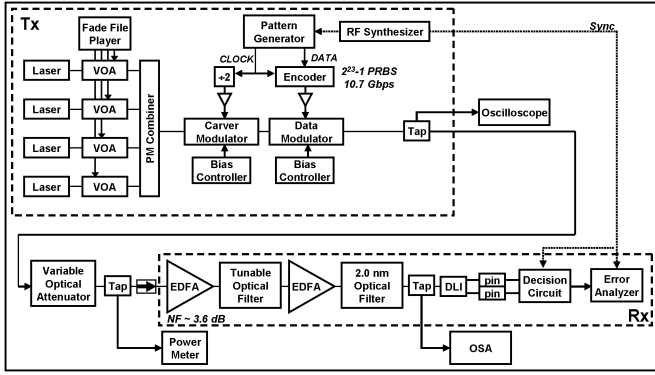 Tx
Fade File
Player
Pattern
Generator
RF Synthesizer
Sync
CLOCK
DATA
Laser
VOA
÷2
Encoder
2²³-1 PRBS
10.7 Gbps
Laser
VOA
PM Combiner
Oscilloscope
Laser
VOA
Carver
Modulator
Data
Modulator
Tap
Laser
VOA
Bias
Controller
Bias
Controller
Variable
Optical
Attenuator
Tap
EDFA
Tunable
Optical
Filter
EDFA
2.0 nm
Optical
Filter
Tap
DLI
pin
pin
Decision
Circuit
Error
Analyzer
NF ~ 3.6 dB
Rx
Power
Meter
OSA